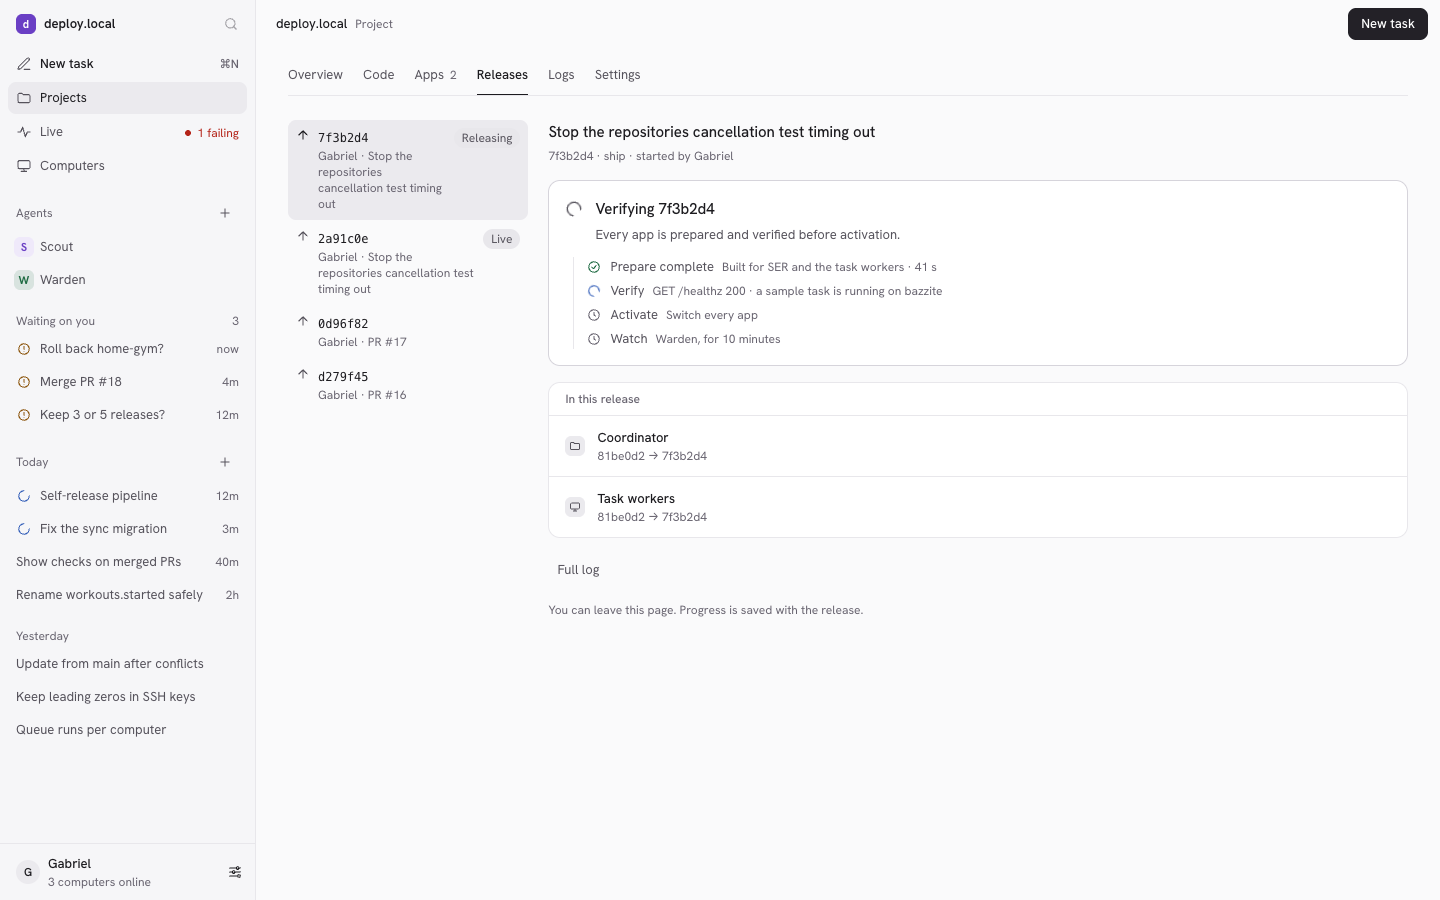 d deploy.local
New task ⌘N
Projects
Live 1 failing
Computers
Agents
S Scout
W Warden
Waiting on you 3
Roll back home-gym? now
Merge PR #18 4m
Keep 3 or 5 releases? 12m
Today
Self-release pipeline 12m
Fix the sync migration 3m
Show checks on merged PRs 40m
Rename workouts.started safely 2h
Yesterday
Update from main after conflicts
Keep leading zeros in SSH keys
Queue runs per computer
G Gabriel
3 computers online
deploy.local Project
New task
Overview Code Apps 2 Releases Logs Settings
7f3b2d4 Releasing
Gabriel · Stop the
repositories
cancellation test timing
out
2a91c0e Live
Gabriel · Stop the
repositories cancellation test
timing out
0d96f82
Gabriel · PR #17
d279f45
Gabriel · PR #16
Stop the repositories cancellation test timing out
7f3b2d4 · ship · started by Gabriel
Verifying 7f3b2d4
Every app is prepared and verified before activation.
Prepare complete Built for SER and the task workers · 41 s
Verify GET /healthz 200 · a sample task is running on bazzite
Activate Switch every app
Watch Warden, for 10 minutes
In this release
Coordinator
81be0d2 → 7f3b2d4
Task workers
81be0d2 → 7f3b2d4
Full log
You can leave this page. Progress is saved with the release.